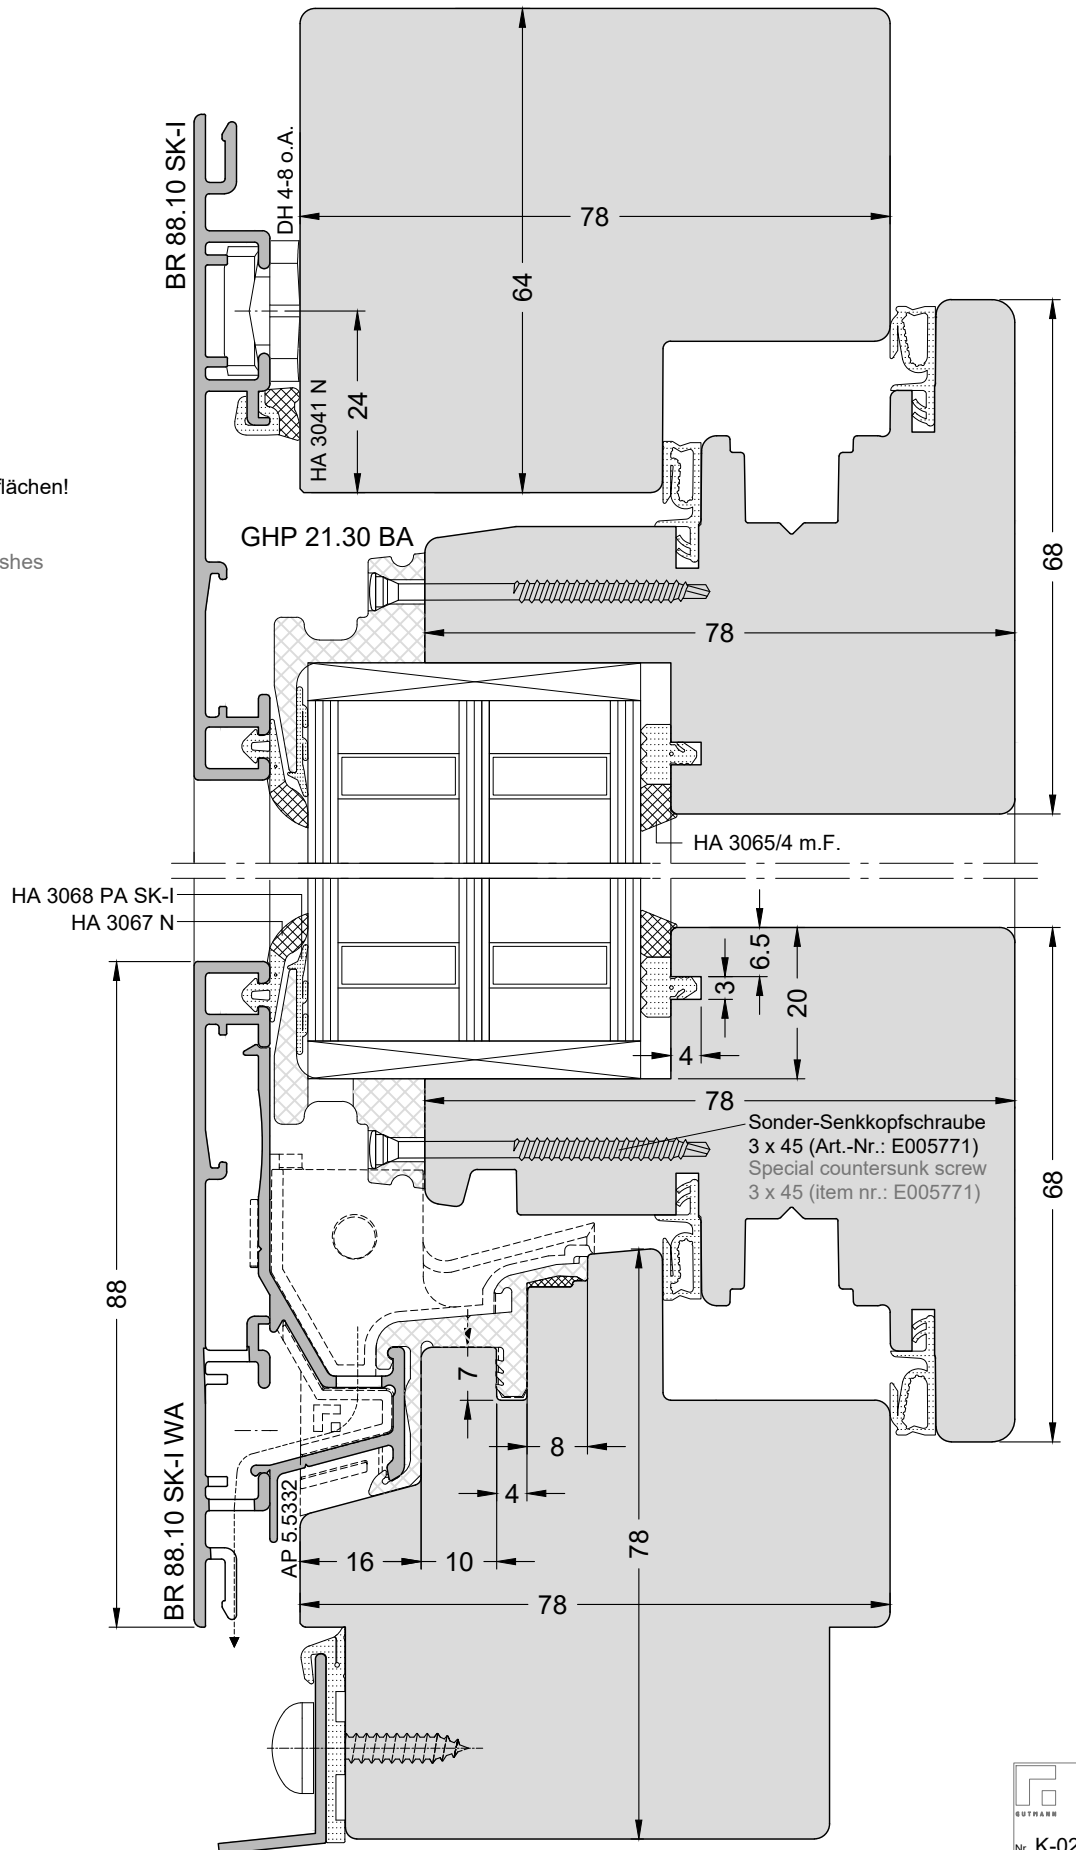 BR 88.10 SK-I
DH 4-8 o.A.
78
64
24
HA 3041 N
lächen!
GHP 21.30 BA
shes
68
78
HA 3065/4 m.F.
HA 3068 PA SK-I
HA 3067 N
6.5
3
20
4
78
Sonder-Senkkopfschraube
3 x 45 (Art.-Nr.: E005771)
Special countersunk screw
3 x 45 (item nr.: E005771)
68
88
7
8
4
BR 88.10 SK-I WA
AP 5.5332
16
10
78
78
GUTMANN
Nr. K-02